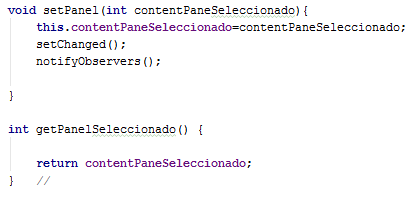 void setPanel(int contentPaneSeleccionado){
this.contentPaneSeleccionado=contentPaneSeleccionado;
setChanged();
notifyObservers();
}
int getPanelSeleccionado() {
return contentPaneSeleccionado;
} //